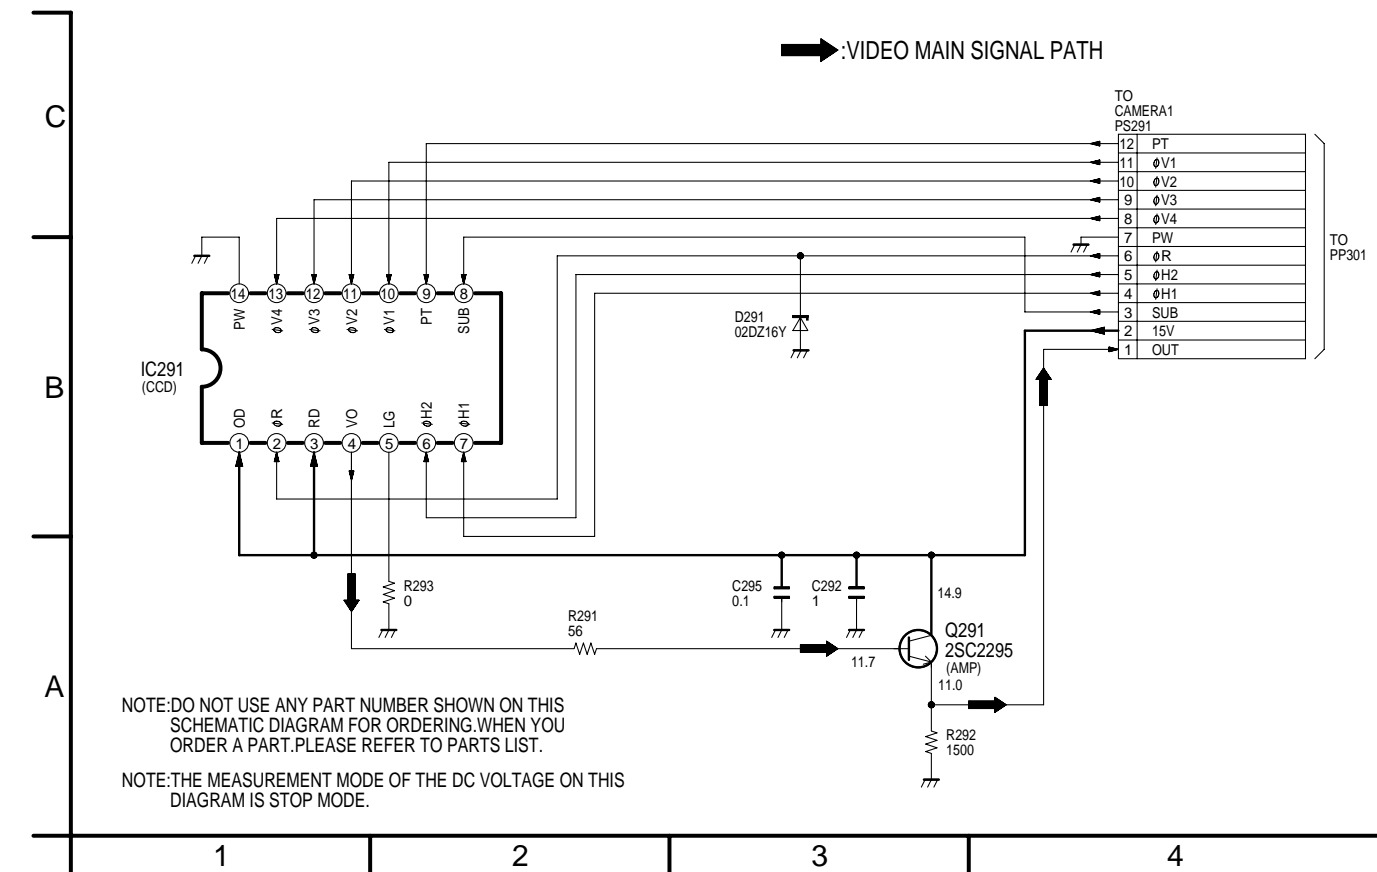 :VIDEO MAIN SIGNAL PATH
C
TO
CAMERA1
PS291
12 PT
11 ϕV1
10 ϕV2
9 ϕV3
8 ϕV4
7 PW
6 ϕR
5 ϕH2
4 ϕH1
3 SUB
2 15V
1 OUT
TO
PP301
14 13 12 11 10 9 8
PW ϕV4 ϕV3 ϕV2 ϕV1 PT SUB
D291
02DZ16Y
IC291
(CCD)
B
OD ϕR RD VO LG ϕH2 ϕH1
1 2 3 4 5 6 7
R293
0
C295
0.1
C292
1
14.9
R291
56
Q291
2SC2295
(AMP)
11.7
11.0
A
R292
1500
NOTE:DO NOT USE ANY PART NUMBER SHOWN ON THIS
SCHEMATIC DIAGRAM FOR ORDERING.WHEN YOU
ORDER A PART.PLEASE REFER TO PARTS LIST.
NOTE:THE MEASUREMENT MODE OF THE DC VOLTAGE ON THIS
DIAGRAM IS STOP MODE.
1 2 3 4